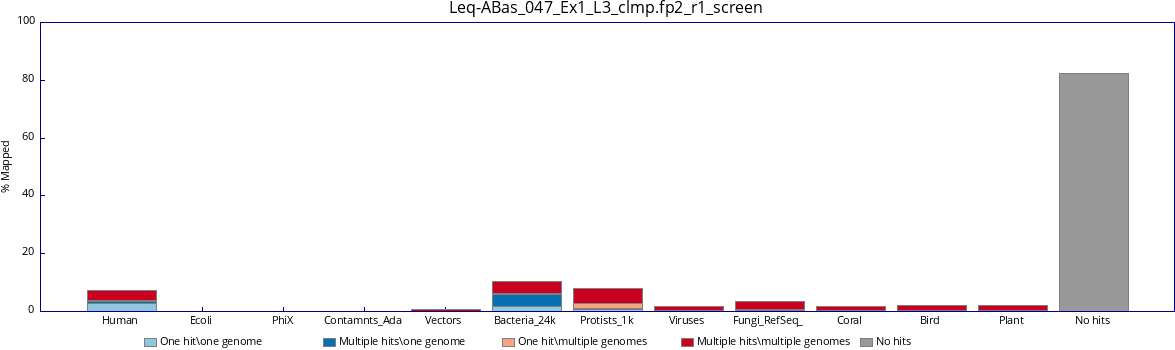 Leq-ABas_047_Ex1_L3_clmp.fp2_r1_screen
100
80
60
40
20
0
% Mapped
Human Ecoli PhiX Contamnts_Ada Vectors Bacteria_24k Protists_1k Viruses Fungi_RefSeq_ Coral Bird Plant No hits
One hit\one genome Multiple hits\one genome One hit\multiple genomes Multiple hits\multiple genomes No hits